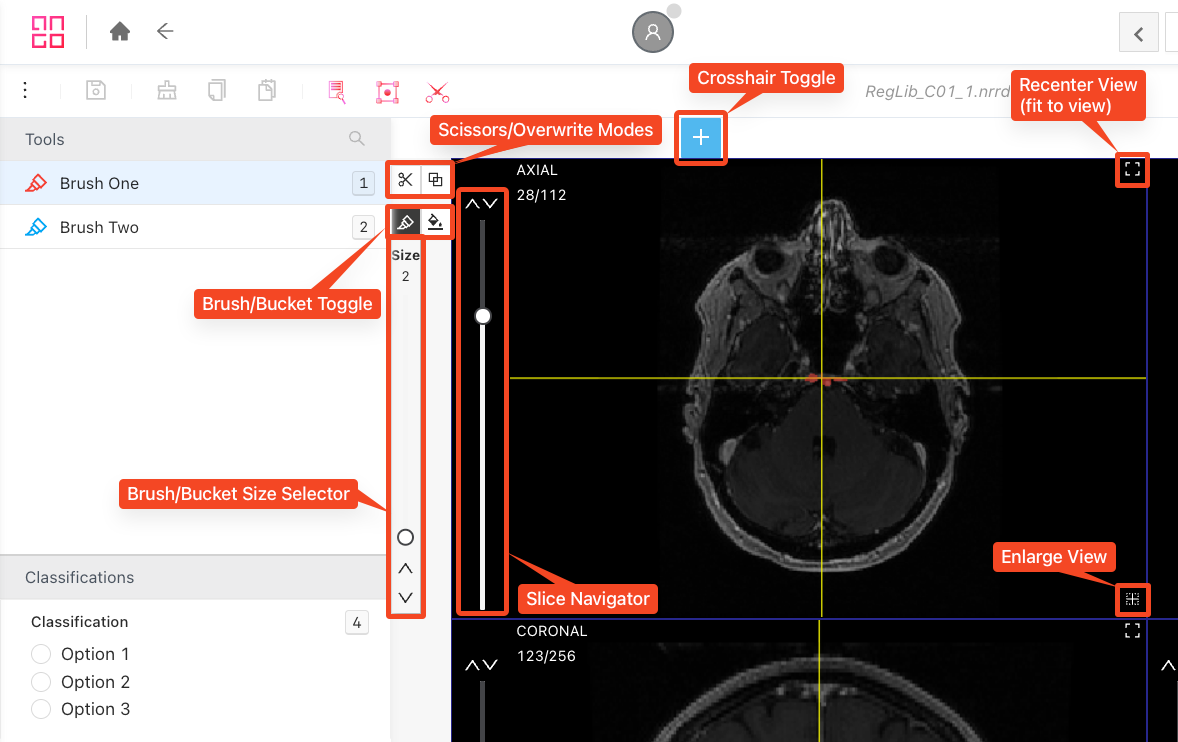 Crosshair Toggle
RegLib_C01_1.nrrd
Recenter View
(fit to view)
Scissors/Overwrite Modes
Tools
AXIAL
28/112
Brush One
1
Brush Two
2
Size
2
Brush/Bucket Toggle
Brush/Bucket Size Selector
Enlarge View
Slice Navigator
Classifications
Classification
4
Option 1
Option 2
Option 3
CORONAL
123/256